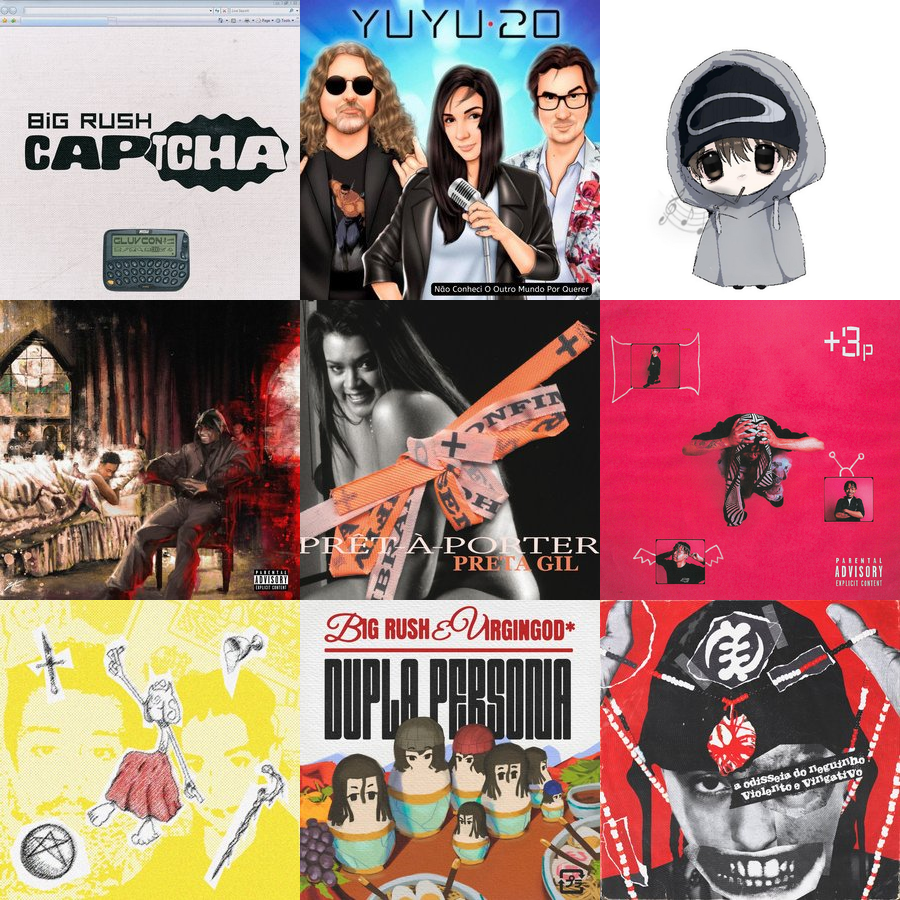 BiG RUSH
CAPTCHA
YUYU·20
Não Conheci O Outro Mundo Por Querer
PRÊT-À-PORTER
PRETA GIL
+3p
PARENTAL
ADVISORY
EXPLICIT CONTENT
PARENTAL
ADVISORY
EXPLICIT CONTENT
BIG RUSH E VIRGINGOD*
DUPLA PERSONA
a odisseia do neguinho
Violento e Vingativo